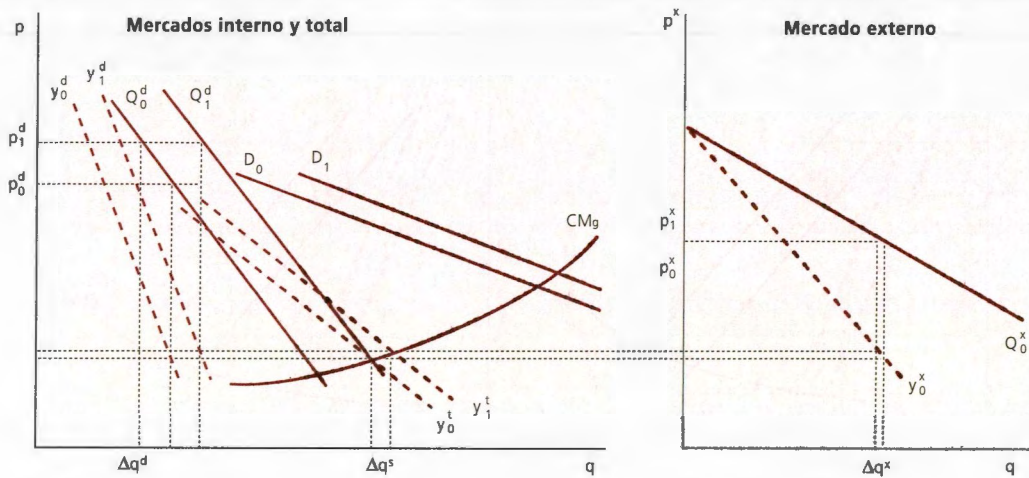 Mercados interno y total
p
y₀ᵈ
y₁ᵈ
Q₀ᵈ
Q₁ᵈ
p₁ᵈ
p₀ᵈ
D₀
D₁
CMg
y₀ᵗ
y₁ᵗ
Δqᵈ
Δqˢ
q
Mercado externo
pˣ
p₁ˣ
p₀ˣ
Q₀ˣ
y₀ˣ
Δqˣ
q